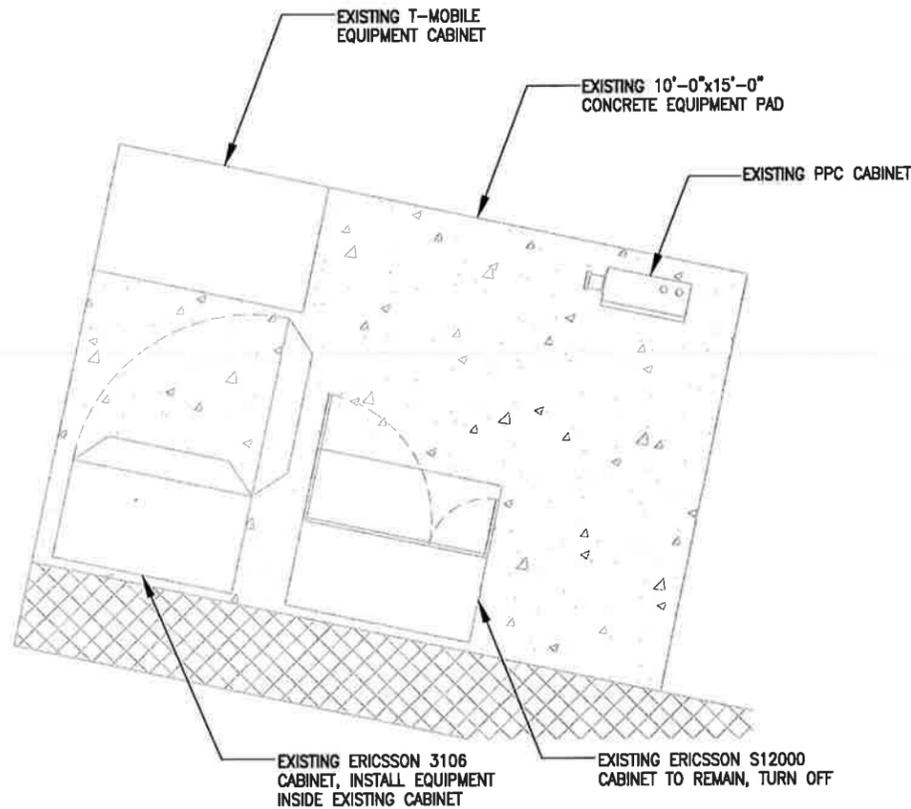 EXISTING T-MOBILE
EQUIPMENT CABINET
EXISTING 10'-0"x15'-0"
CONCRETE EQUIPMENT PAD
EXISTING PPC CABINET
EXISTING ERICSSON 3106
CABINET, INSTALL EQUIPMENT
INSIDE EXISTING CABINET
EXISTING ERICSSON S12000
CABINET TO REMAIN, TURN OFF